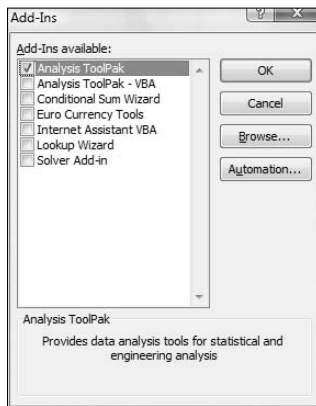 Add-Ins
Add-Ins available:
Analysis ToolPak
Analysis ToolPak - VBA
Conditional Sum Wizard
Euro Currency Tools
Internet Assistant VBA
Lookup Wizard
Solver Add-in
OK
Cancel
Browse...
Automation...
Analysis ToolPak
Provides data analysis tools for statistical and
engineering analysis